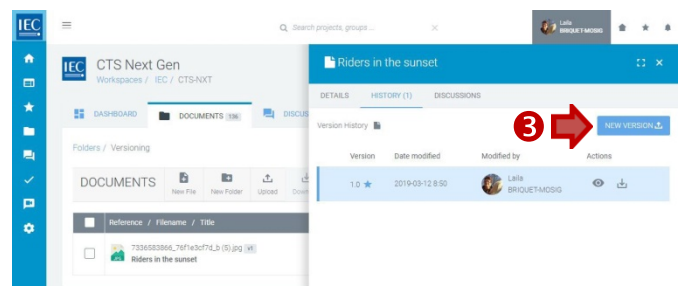 IEC
Search projects, groups ...
Laila
BRIQUET-MOSIG
IEC
CTS Next Gen
Workspaces / IEC / CTS-NXT
DASHBOARD
DOCUMENTS 136
DISCUS
Folders / Versioning
DOCUMENTS
New File
New Folder
Upload
Down
Reference / Filename / Title
7336583866_76f1e3cf7d_b (5).jpg v1
Riders in the sunset
Riders in the sunset
DETAILS
HISTORY (1)
DISCUSSIONS
Version History
3
NEW VERSION
Version
Date modified
Modified by
Actions
1.0
2019-03-12 8:50
Laila
BRIQUET-MOSIG